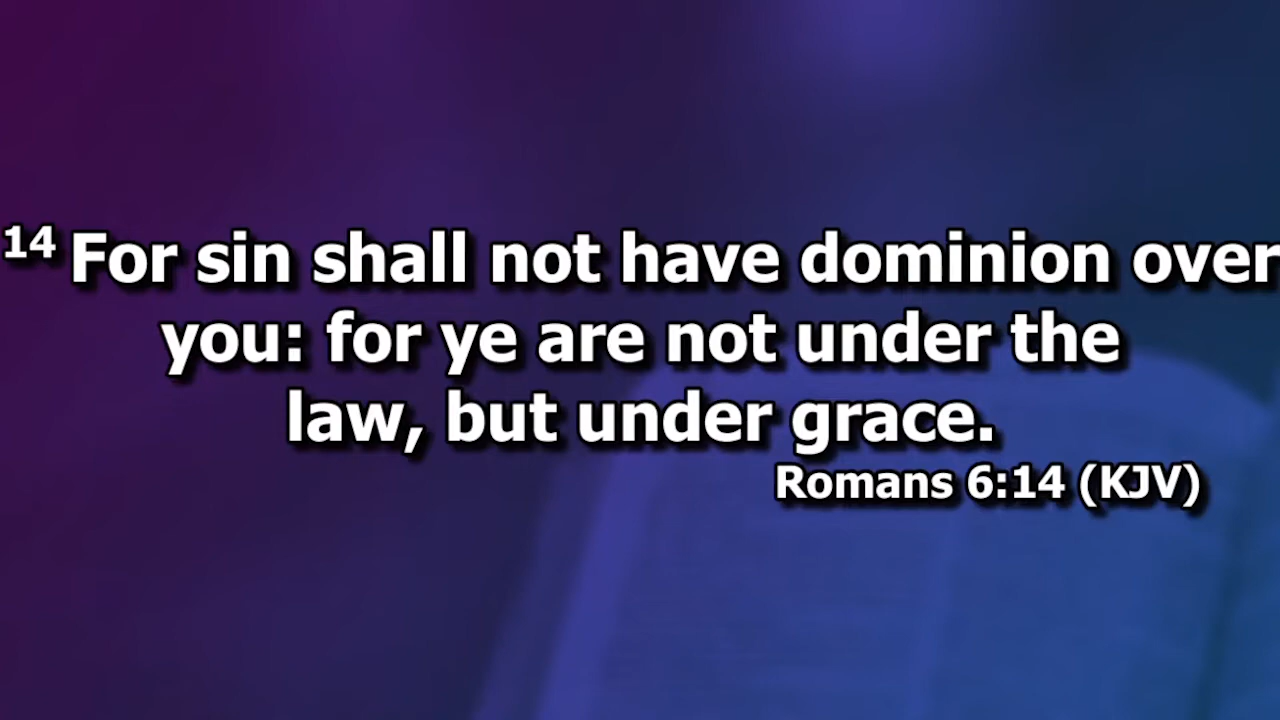 14 For sin shall not have dominion over
you: for ye are not under the
law, but under grace.
Romans 6:14 (KJV)